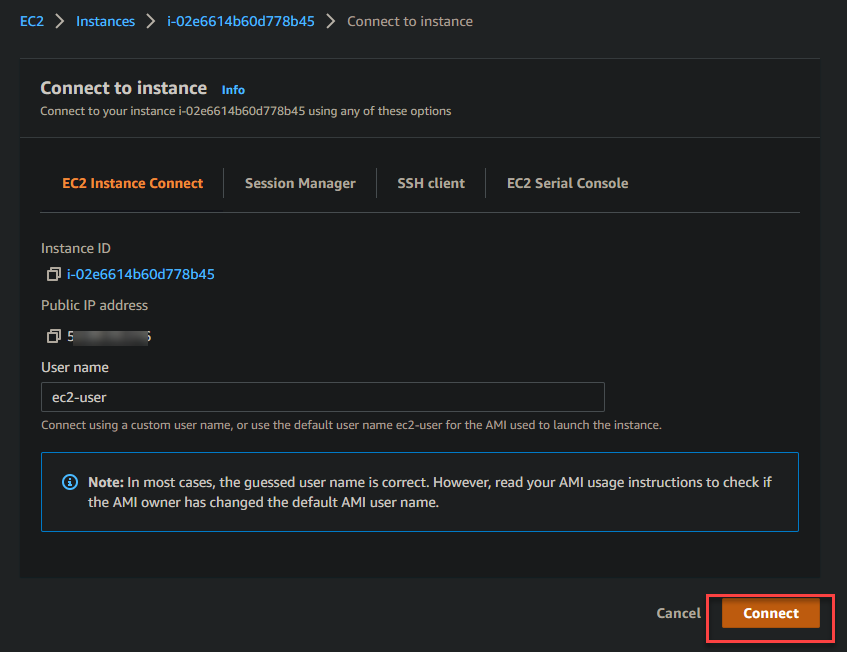 EC2 > Instances > i-02e6614b60d778b45 > Connect to instance
Connect to instance Info
Connect to your instance i-02e6614b60d778b45 using any of these options
EC2 Instance Connect Session Manager SSH client EC2 Serial Console
Instance ID
i-02e6614b60d778b45
Public IP address
User name
ec2-user
Connect using a custom user name, or use the default user name ec2-user for the AMI used to launch the instance.
Note: In most cases, the guessed user name is correct. However, read your AMI usage instructions to check if
the AMI owner has changed the default AMI user name.
Cancel Connect